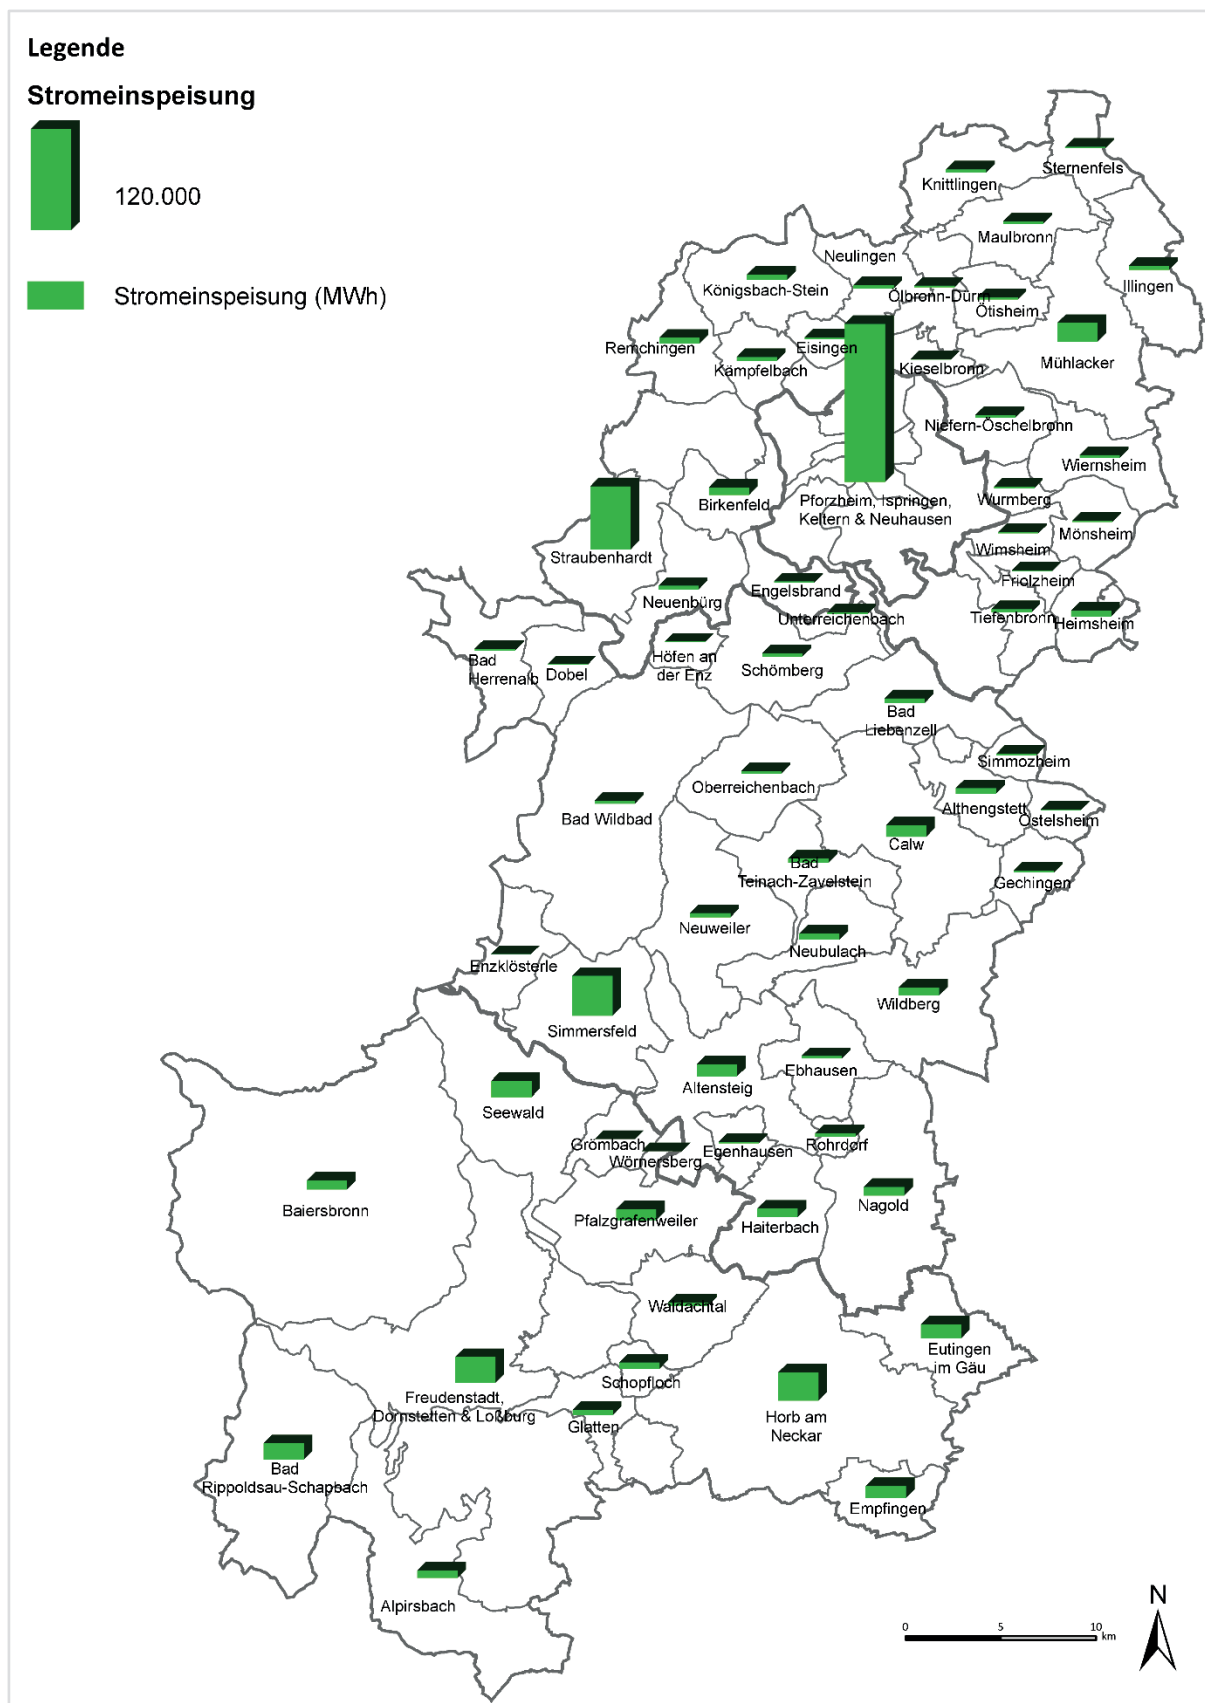 Legende
Stromeinspeisung
120.000
Stromeinspeisung (MWh)
Sternenfels
Knittlingen
Maulbronn
Neulingen
Illingen
Königsbach-Stein
Ölbronn-Dürrn
Ötisheim
Remchingen
Eisingen
Kämpfelbach
Kieselbronn
Mühlacker
Niefern-Öschelbronn
Wiernsheim
Birkenfeld
Pforzheim, Ispringen,
Keltern & Neuhausen
Wurmberg
Mönsheim
Straubenhardt
Wimsheim
Friolzheim
Neuenbürg
Engelsbrand
Unterreichenbach
Tiefenbronn
Heimsheim
Bad
Herrenalb
Dobel
Höfen an
der Enz
Schömberg
Bad
Liebenzell
Simmozheim
Oberreichenbach
Bad Wildbad
Althengstett
Ostelsheim
Calw
Bad
Teinach-Zavelstein
Gechingen
Neuweiler
Neubulach
Enzklösterle
Wildberg
Simmersfeld
Ebhausen
Altensteig
Seewald
Grömbach
Wörnersberg
Egenhausen
Rohrdorf
Baiersbronn
Pfalzgrafenweiler
Haiterbach
Nagold
Waldachtal
Eutingen
im Gäu
Schopfloch
Freudenstadt,
Dornstetten & Loßburg
Glatten
Horb am
Neckar
Bad
Rippoldsau-Schapbach
Empfingen
Alpirsbach
N
0 5 10
km